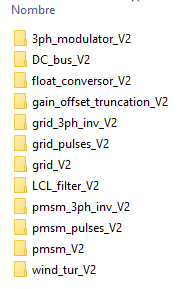 Nombre
3ph_modulator_V2
DC_bus_V2
float_conversor_V2
gain_offset_truncation_V2
grid_3ph_inv_V2
grid_pulses_V2
grid_V2
LCL_filter_V2
pmsm_3ph_inv_V2
pmsm_pulses_V2
pmsm_V2
wind_tur_V2